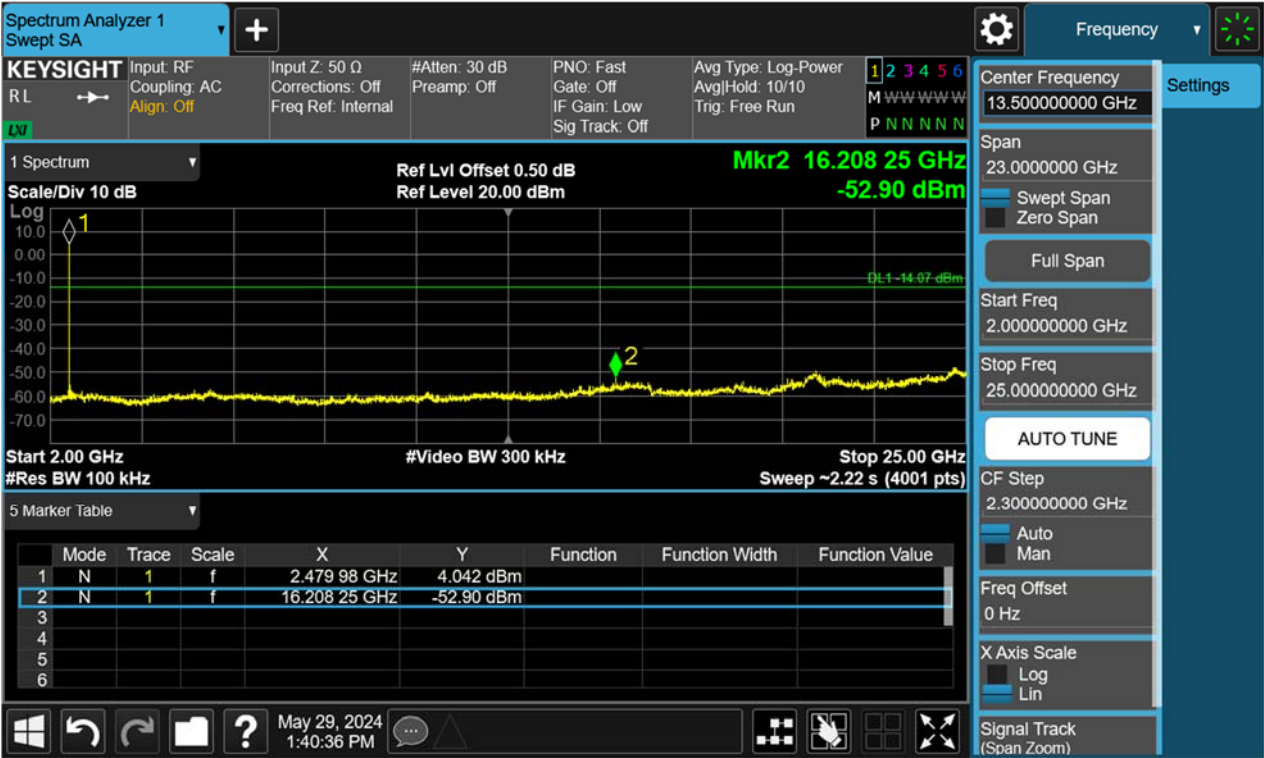 Spectrum Analyzer 1
Swept SA
Frequency
KEYSIGHT
RL
LXI
Input: RF
Coupling: AC
Align: Off
Input Z: 50 Ω
Corrections: Off
Freq Ref: Internal
#Atten: 30 dB
Preamp: Off
PNO: Fast
Gate: Off
IF Gain: Low
Sig Track: Off
Avg Type: Log-Power
Avg|Hold: 10/10
Trig: Free Run
1 2 3 4 5 6
M W W W W W
P N N N N N
1 Spectrum
Scale/Div 10 dB
Ref Lvl Offset 0.50 dB
Ref Level 20.00 dBm
Mkr2 16.208 25 GHz
-52.90 dBm
Log
10.0
0.00
-10.0
-20.0
-30.0
-40.0
-50.0
-60.0
-70.0
1
2
DL1 -14.07 dBm
Start 2.00 GHz
#Video BW 300 kHz
Stop 25.00 GHz
#Res BW 100 kHz
Sweep ~2.22 s (4001 pts)
5 Marker Table
Mode Trace Scale X Y Function Function Width Function Value
1 N 1 f 2.479 98 GHz 4.042 dBm
2 N 1 f 16.208 25 GHz -52.90 dBm
3
4
5
6
May 29, 2024
1:40:36 PM
Center Frequency
13.500000000 GHz
Settings
Span
23.0000000 GHz
Swept Span
Zero Span
Full Span
Start Freq
2.000000000 GHz
Stop Freq
25.000000000 GHz
AUTO TUNE
CF Step
2.300000000 GHz
Auto
Man
Freq Offset
0 Hz
X Axis Scale
Log
Lin
Signal Track
(Span Zoom)